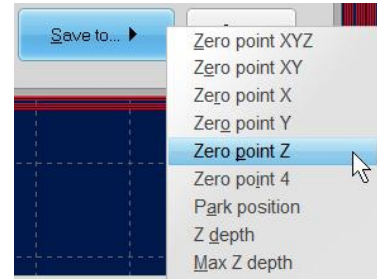 Save to...
Zero point XYZ
Zero point XY
Zero point X
Zero point Y
Zero point Z
Zero point 4
Park position
Z depth
Max Z depth